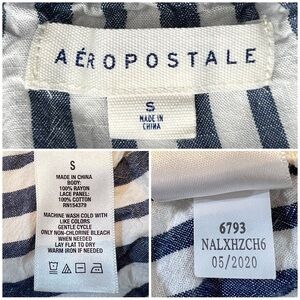 AÉROPOSTALE
S
MADE IN
CHINA
S
MADE IN CHINA
BODY:
100% RAYON
LACE PANEL:
100% COTTON
RN154379
MACHINE WASH COLD WITH
LIKE COLORS
GENTLE CYCLE
ONLY NON-CHLORINE BLEACH
WHEN NEEDED
LAY FLAT TO DRY
WARM IRON IF NEEDED
6793
NALXHZCH6
05/2020